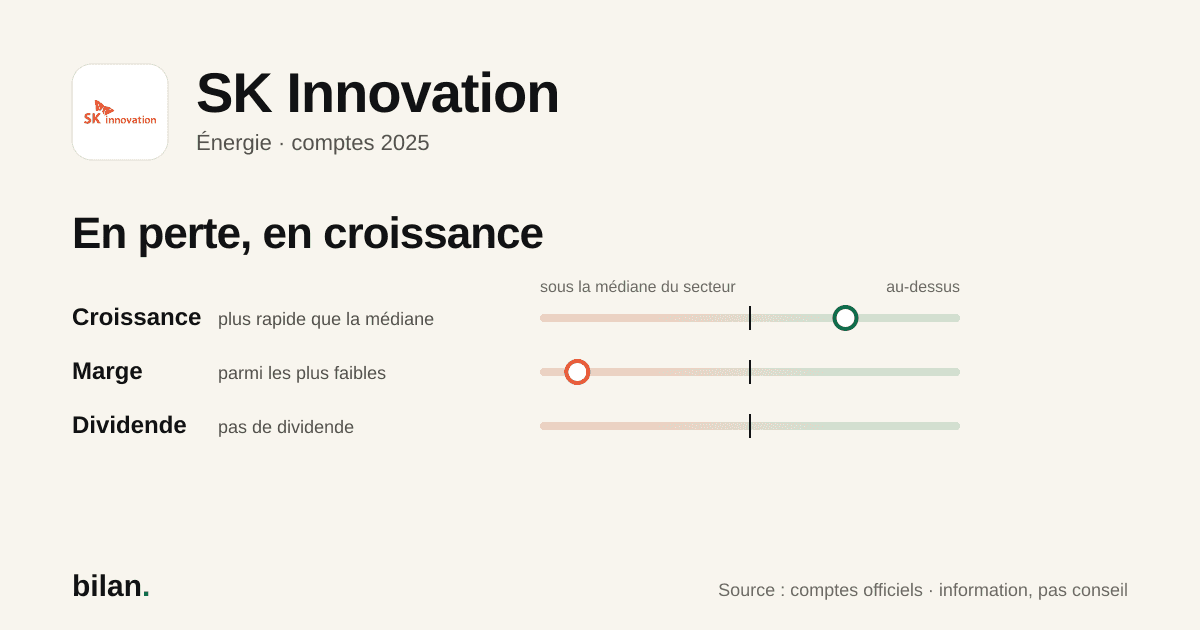 SK innovation
SK Innovation
Énergie · comptes 2025
En perte, en croissance
sous la médiane du secteur au-dessus
Croissance plus rapide que la médiane
Marge parmi les plus faibles
Dividende pas de dividende
bilan.
Source : comptes officiels · information, pas conseil